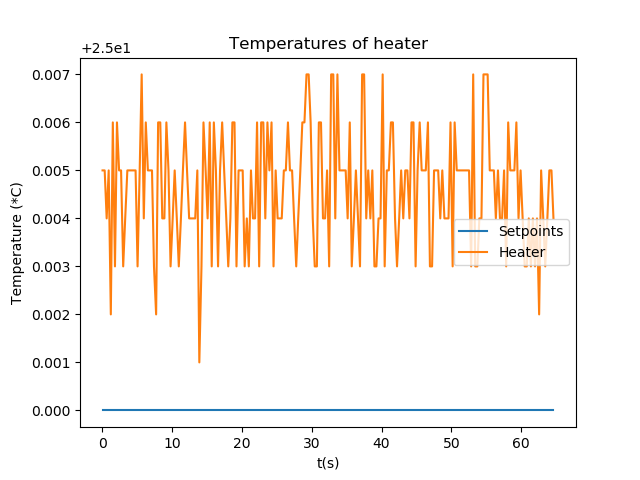 Temperatures of heater
+2.5e1
0.007
0.006
0.005
0.004
0.003
0.002
0.001
0.000
Temperature (*C)
Setpoints
Heater
0 10 20 30 40 50 60
t(s)